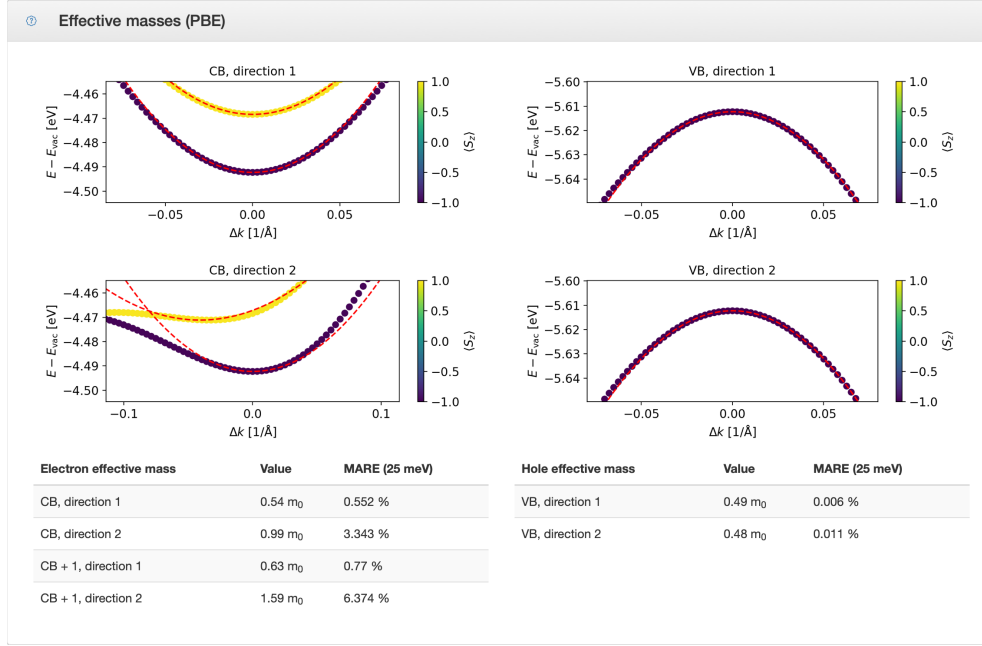 Effective masses (PBE)
CB, direction 1
−4.46
−4.47
−4.48
−4.49
−4.50
E − Evac [eV]
−0.05 0.00 0.05
Δk [1/Å]
1.0
0.5
0.0
−0.5
−1.0
⟨Sz⟩
VB, direction 1
−5.60
−5.61
−5.62
−5.63
−5.64
E − Evac [eV]
−0.05 0.00 0.05
Δk [1/Å]
1.0
0.5
0.0
−0.5
−1.0
⟨Sz⟩
CB, direction 2
−4.46
−4.47
−4.48
−4.49
−4.50
E − Evac [eV]
−0.1 0.0 0.1
Δk [1/Å]
1.0
0.5
0.0
−0.5
−1.0
⟨Sz⟩
VB, direction 2
−5.60
−5.61
−5.62
−5.63
−5.64
E − Evac [eV]
−0.05 0.00 0.05
Δk [1/Å]
1.0
0.5
0.0
−0.5
−1.0
⟨Sz⟩
Electron effective mass Value MARE (25 meV)
CB, direction 1 0.54 m0 0.552 %
CB, direction 2 0.99 m0 3.343 %
CB + 1, direction 1 0.63 m0 0.77 %
CB + 1, direction 2 1.59 m0 6.374 %
Hole effective mass Value MARE (25 meV)
VB, direction 1 0.49 m0 0.006 %
VB, direction 2 0.48 m0 0.011 %